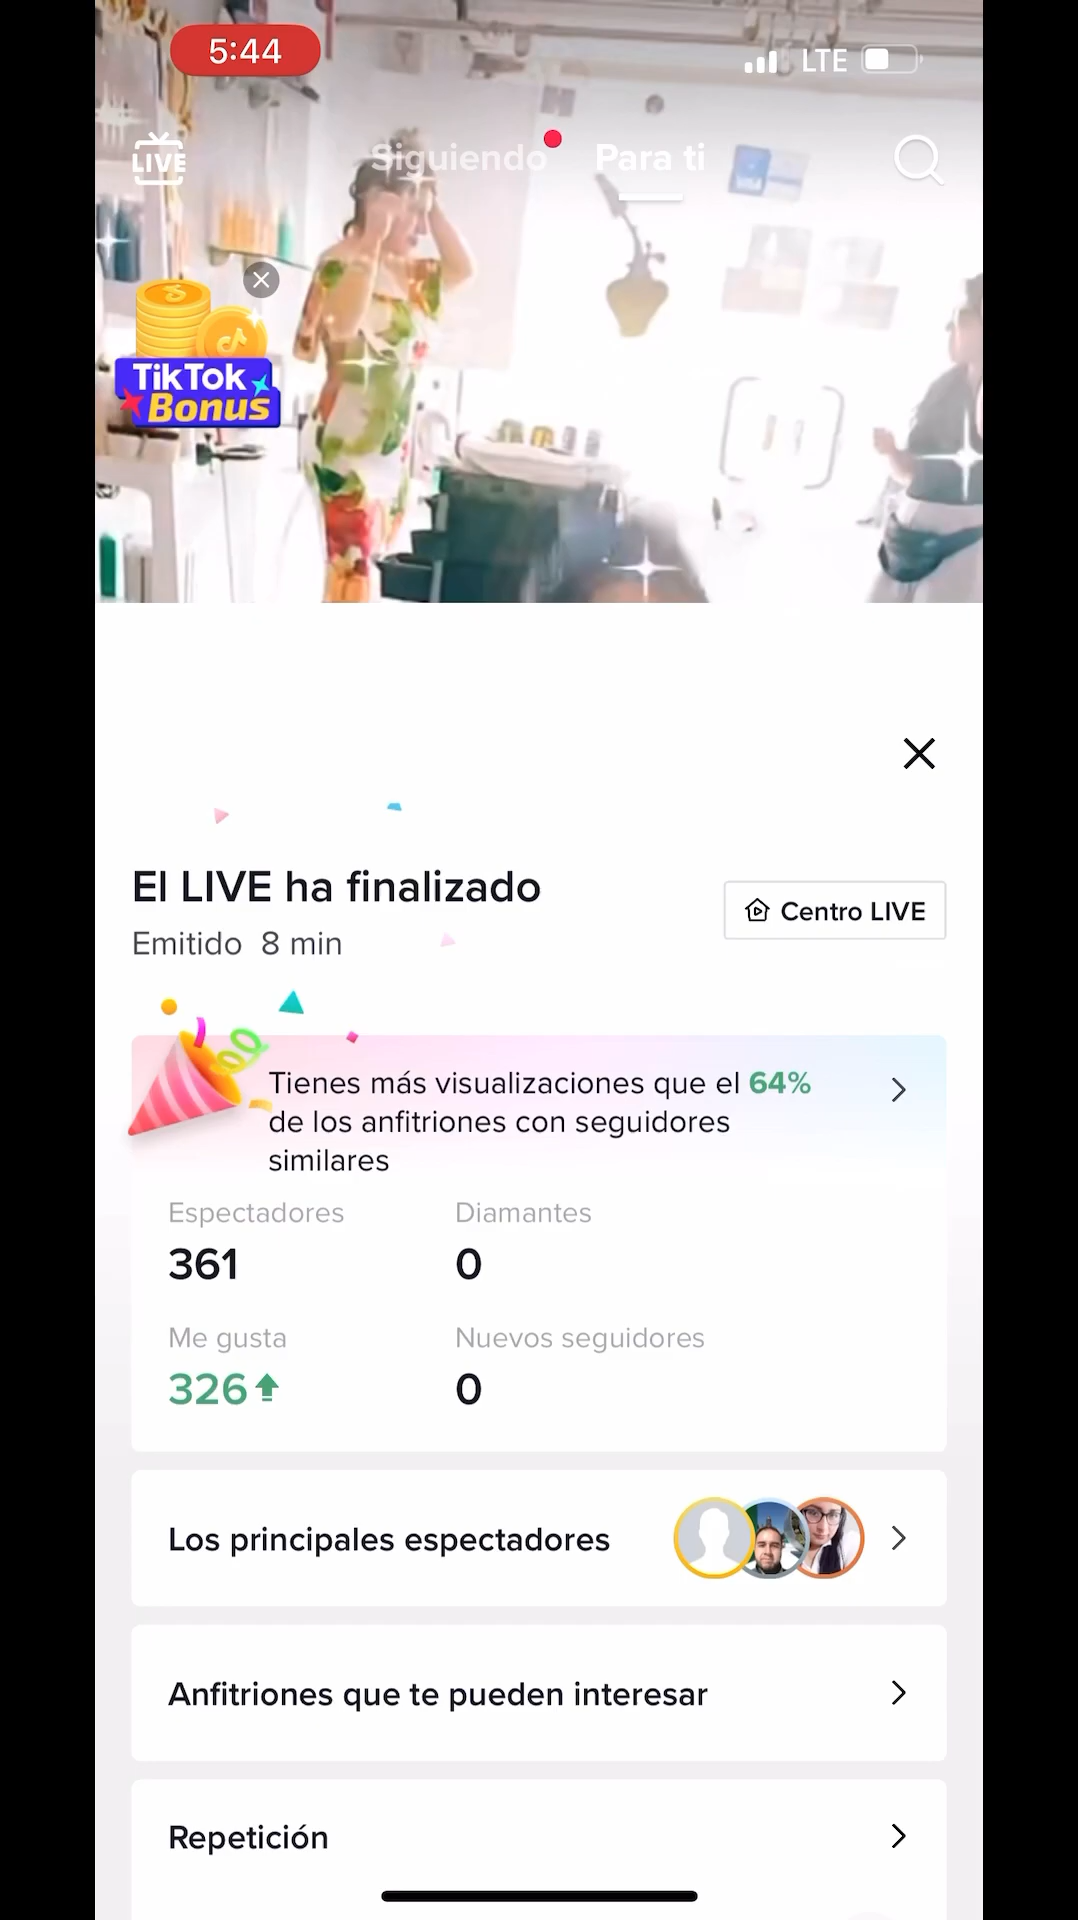 5:44
LTE
LIVE
Siguiendo
Para ti
VISA
TikTok
Bonus
El LIVE ha finalizado
Emitido 8 min
Centro LIVE
Tienes más visualizaciones que el 64%
de los anfitriones con seguidores
similares
Espectadores
Diamantes
361
0
Me gusta
Nuevos seguidores
326
0
Los principales espectadores
Anfitriones que te pueden interesar
Repetición